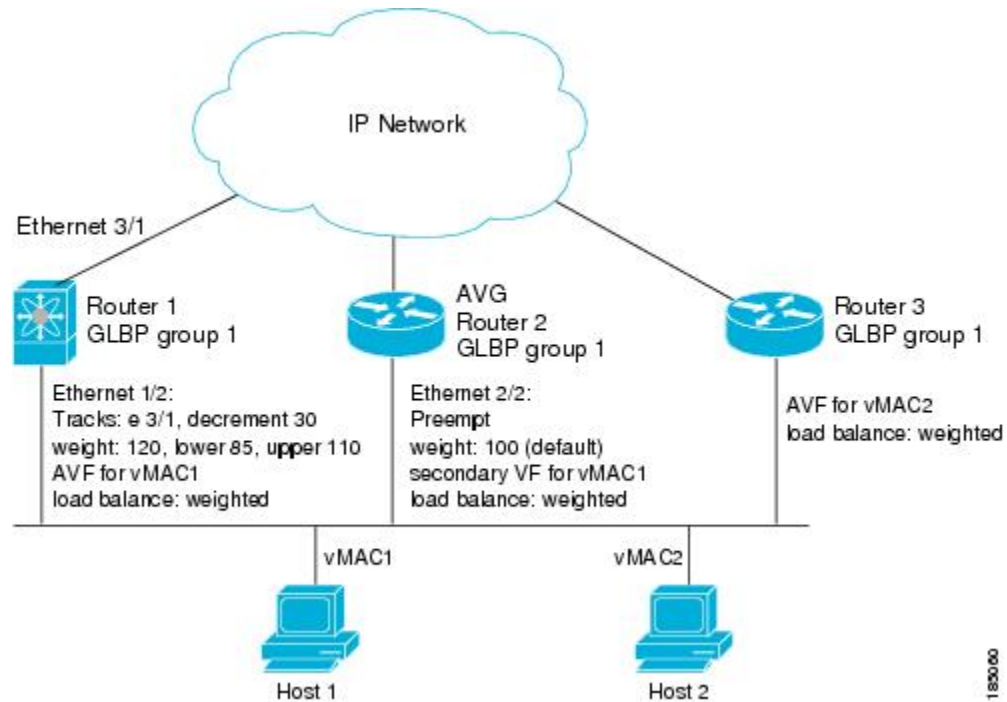 IP Network
Ethernet 3/1
Router 1
GLBP group 1
AVG
Router 2
GLBP group 1
Router 3
GLBP group 1
Ethernet 1/2:
Tracks: e 3/1, decrement 30
weight: 120, lower 85, upper 110
AVF for vMAC1
load balance: weighted
Ethernet 2/2:
Preempt
weight: 100 (default)
secondary VF for vMAC1
load balance: weighted
AVF for vMAC2
load balance: weighted
vMAC1
vMAC2
Host 1
Host 2
185060